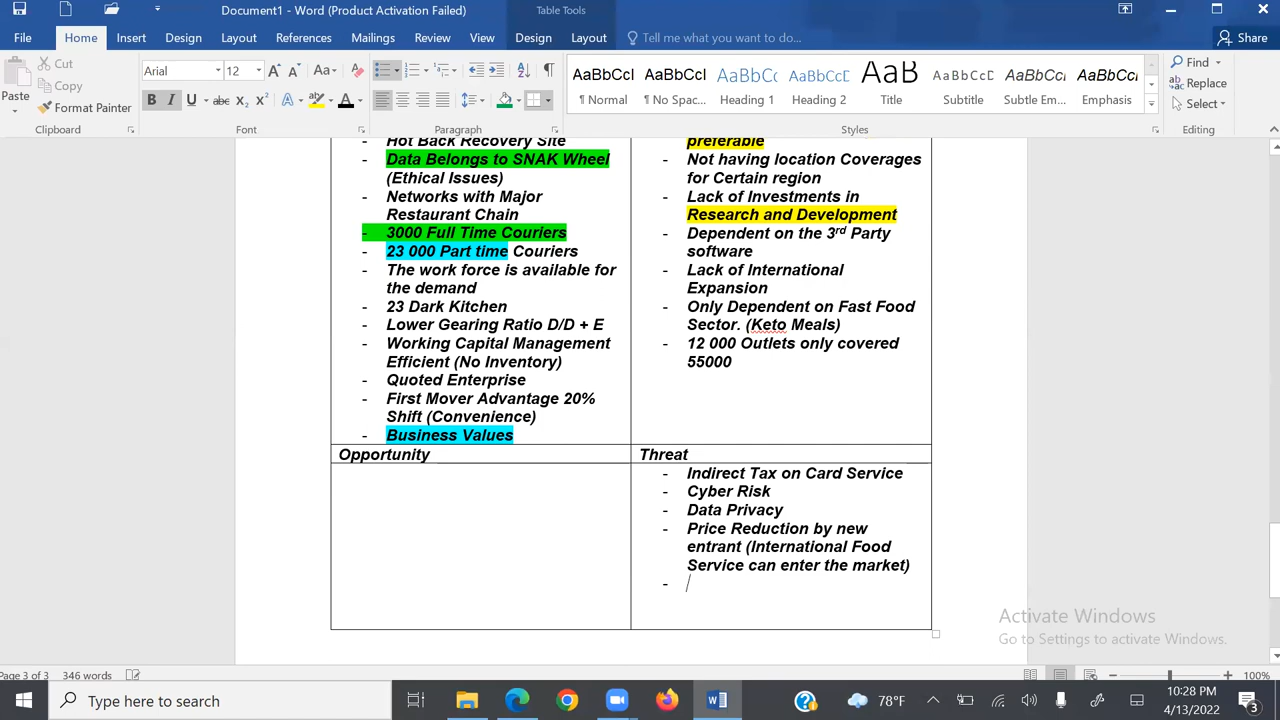 Document1 - Word (Product Activation Failed)
Table Tools
File
Home
Insert
Design
Layout
References
Mailings
Review
View
Design
Layout
Tell me what you want to do...
Share
Paste
Cut
Copy
Format Painter
Clipboard
Arial
12
Font
Paragraph
AaBbCcI
¶ Normal
AaBbCcI
¶ No Spac...
AaBbCc
Heading 1
AaBbCcD
Heading 2
AaB
Title
AaBbCcD
Subtitle
AaBbCcI
Subtle Em...
AaBbCcI
Emphasis
Styles
Find
Replace
Select
Editing
- Hot Back Recovery Site
- Data Belongs to SNAK Wheel
(Ethical Issues)
- Networks with Major
Restaurant Chain
- 3000 Full Time Couriers
- 23 000 Part time Couriers
- The work force is available for
the demand
- 23 Dark Kitchen
- Lower Gearing Ratio D/D + E
- Working Capital Management
Efficient (No Inventory)
- Quoted Enterprise
- First Mover Advantage 20%
Shift (Convenience)
- Business Values
preferable
- Not having location Coverages
for Certain region
- Lack of Investments in
Research and Development
- Dependent on the 3rd Party
software
- Lack of International
Expansion
- Only Dependent on Fast Food
Sector. (Keto Meals)
- 12 000 Outlets only covered
55000
Opportunity
Threat
- Indirect Tax on Card Service
- Cyber Risk
- Data Privacy
- Price Reduction by new
entrant (International Food
Service can enter the market)
-
Activate Windows
Go to Settings to activate Windows.
Page 3 of 3
346 words
100%
Type here to search
78°F
10:28 PM
4/13/2022
3